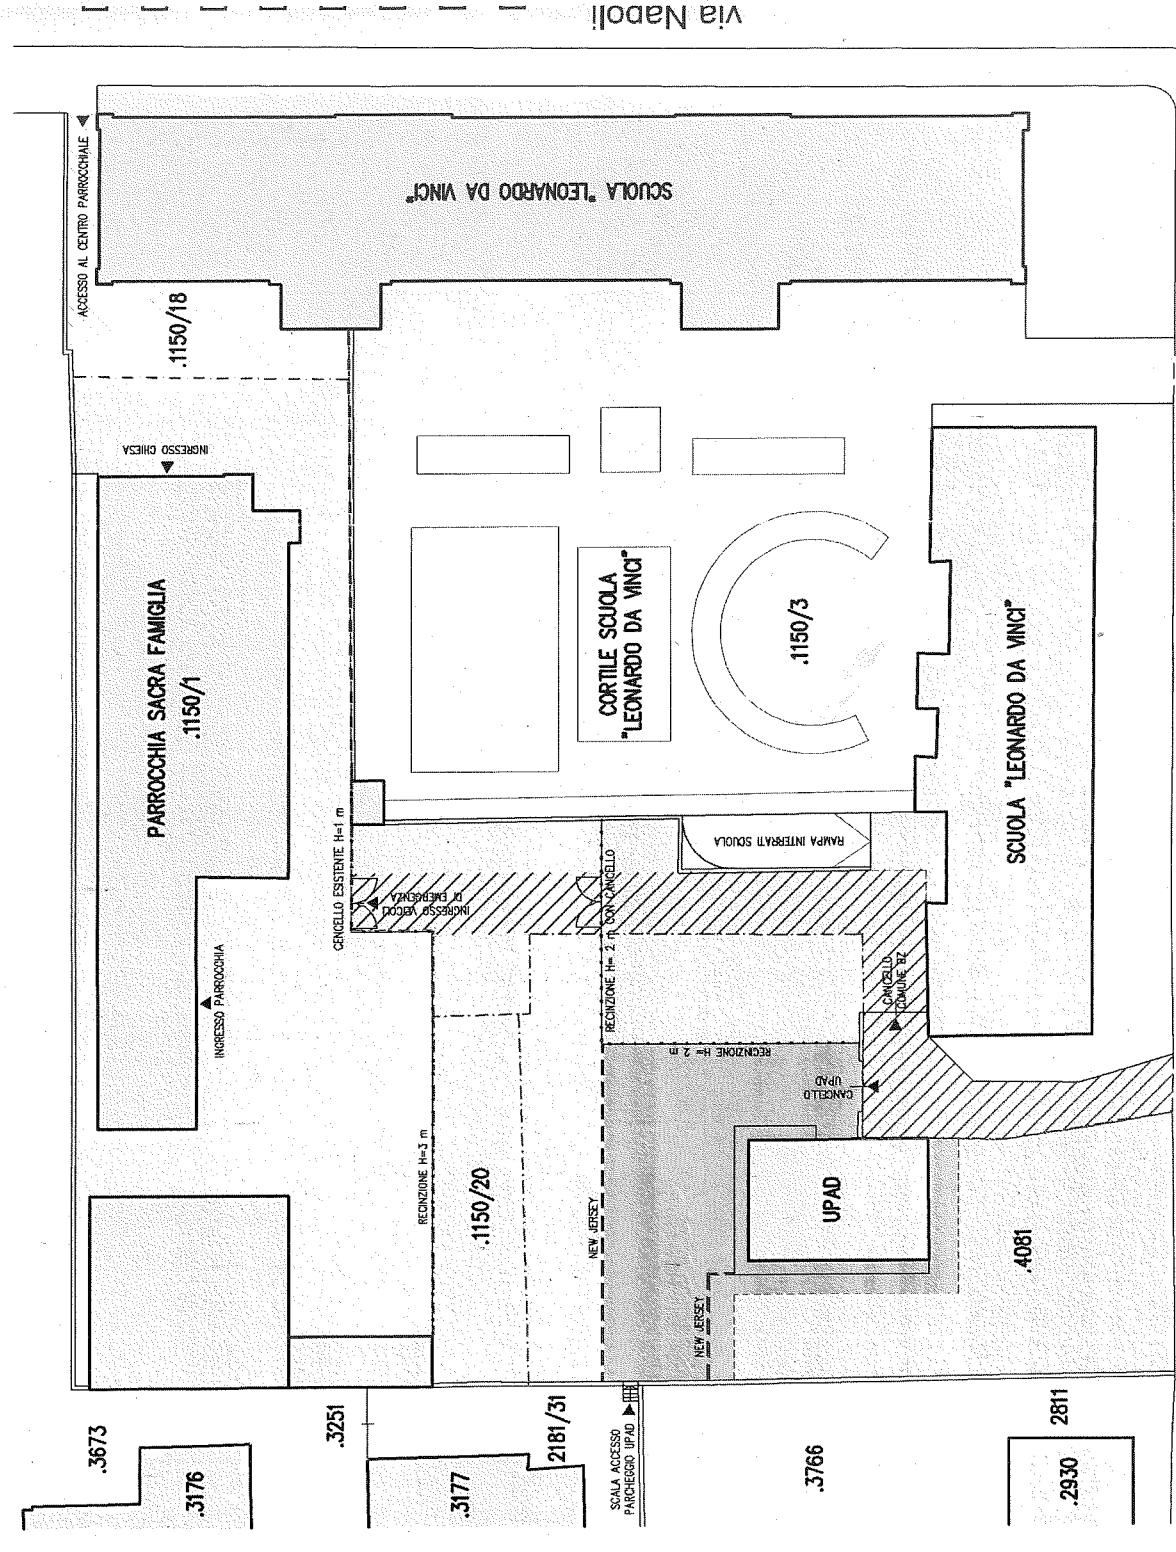 via Napoli
ACCESSO AL CENTRO PARROCCHIALE
SCUOLA "LEONARDO DA VINCI"
.1150/18
INGRESSO CHIESA
PARROCCHIA SACRA FAMIGLIA
.1150/1
CORTILE SCUOLA
"LEONARDO DA VINCI"
.1150/3
SCUOLA "LEONARDO DA VINCI"
CENCELLO ESISTENTE H=1 m
RAMPA INTERRATI SCUOLA
INGRESSO VEICOLI
DI EMERGENZA
RECINZIONE H= 2 m CON CANCELLO
INGRESSO PARROCCHIA
CANCELLO
COMUNE BZ
RECINZIONE H= 2 m
CANCELLO
UPAD
RECINZIONE H=3 m
.1150/20
NEW JERSEY
UPAD
NEW JERSEY
.4081
.3673
.3251
2181/31
SCALA ACCESSO
PARCHEGGIO UPAD
2811
.3176
.3177
.3766
.2930